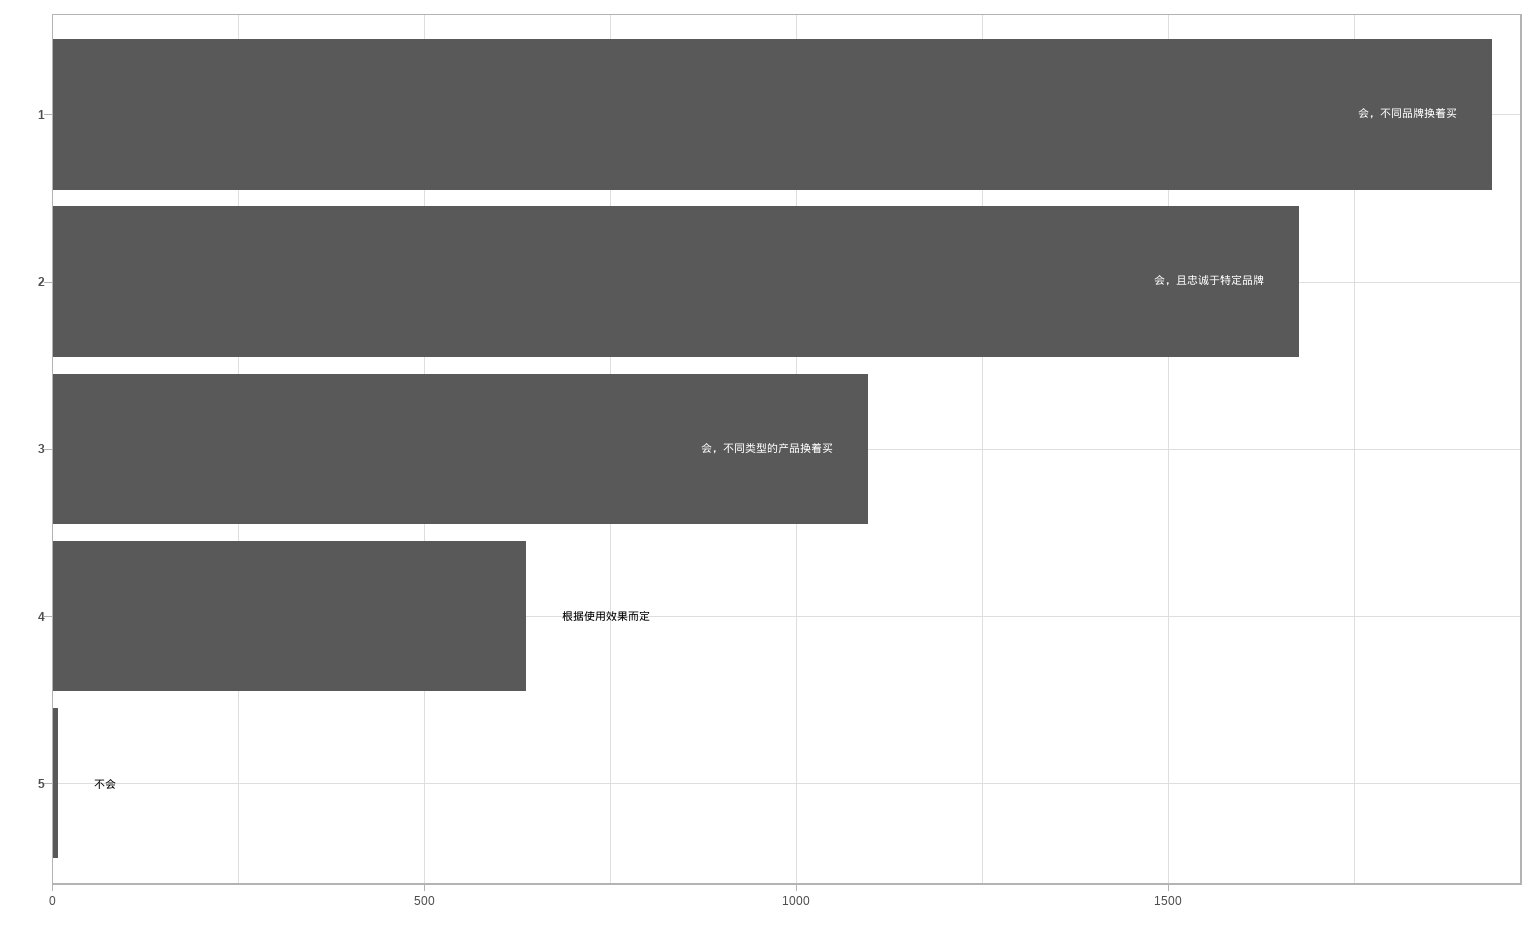 1
会，不同品牌换着买
2
会，且忠诚于特定品牌
3
会，不同类型的产品换着买
4
根据使用效果而定
5
不会
0 500 1000 1500